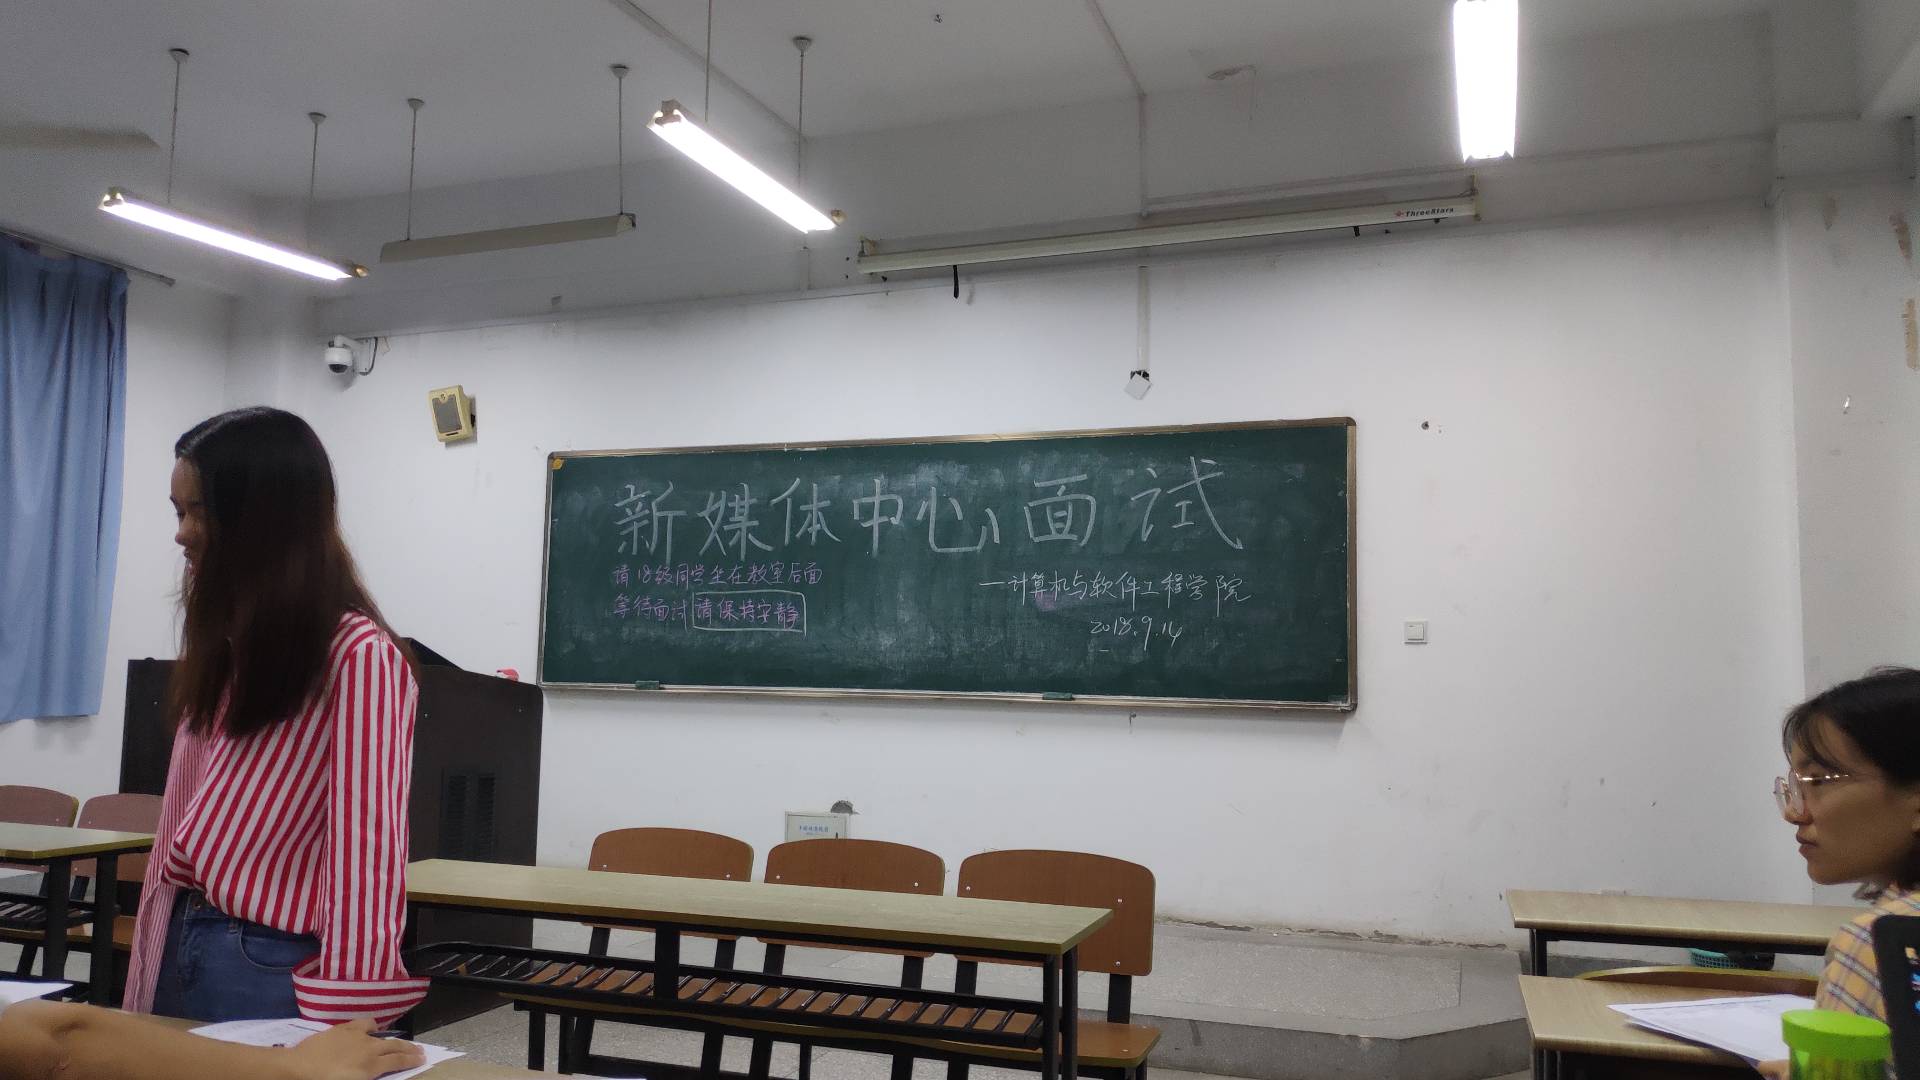 ThreeStars
新媒体中心面试
请18级同学坐在教室后面
等待面试 请保持安静
—计算机与软件工程学院
2018.9.14